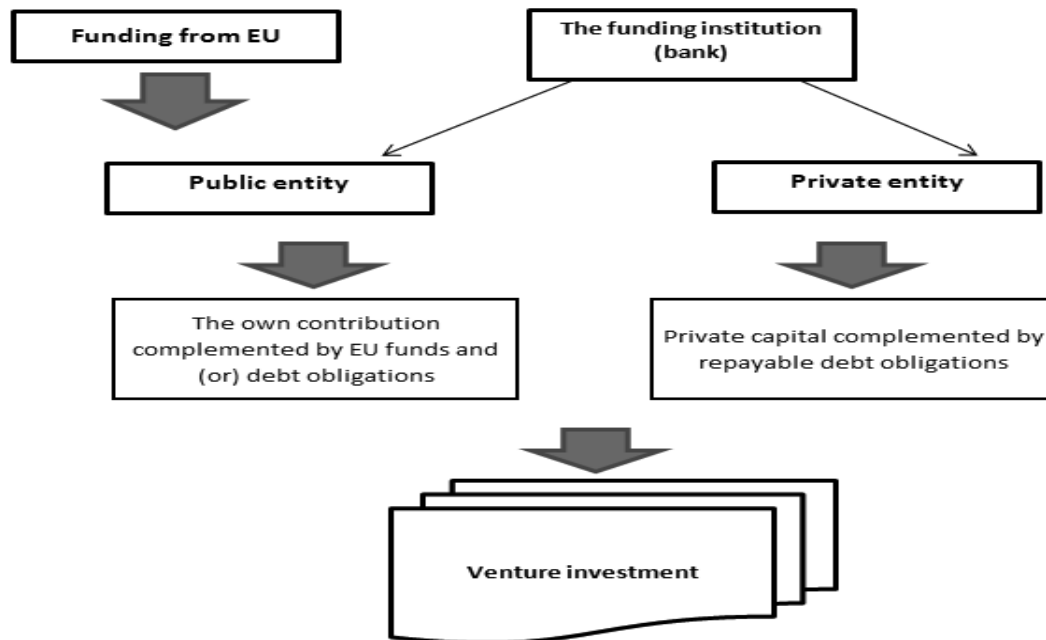 Funding from EU
The funding institution
(bank)
Public entity
Private entity
The own contribution
complemented by EU funds and
(or) debt obligations
Private capital complemented by
repayable debt obligations
Venture investment